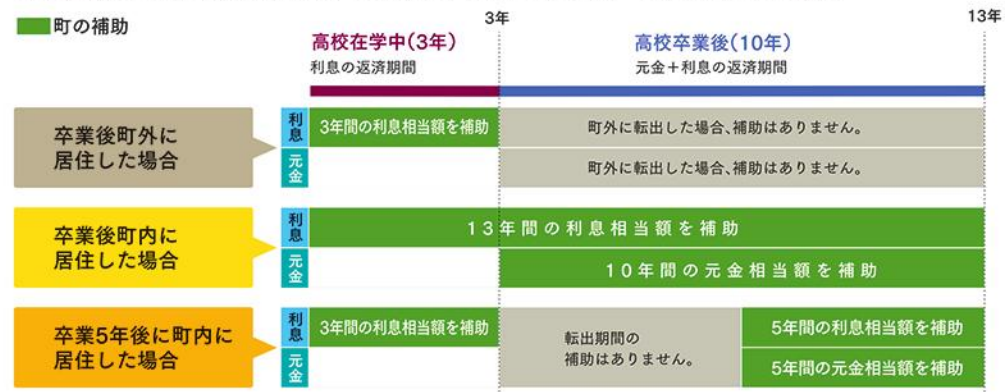 町の補助
3年
13年
高校在学中(3年)
利息の返済期間
高校卒業後(10年)
元金+利息の返済期間
卒業後町外に
居住した場合
利息
3年間の利息相当額を補助
町外に転出した場合、補助はありません。
元金
町外に転出した場合、補助はありません。
卒業後町内に
居住した場合
利息
13年間の利息相当額を補助
元金
10年間の元金相当額を補助
卒業5年後に町内に
居住した場合
利息
3年間の利息相当額を補助
転出期間の
補助はありません。
5年間の利息相当額を補助
元金
5年間の元金相当額を補助